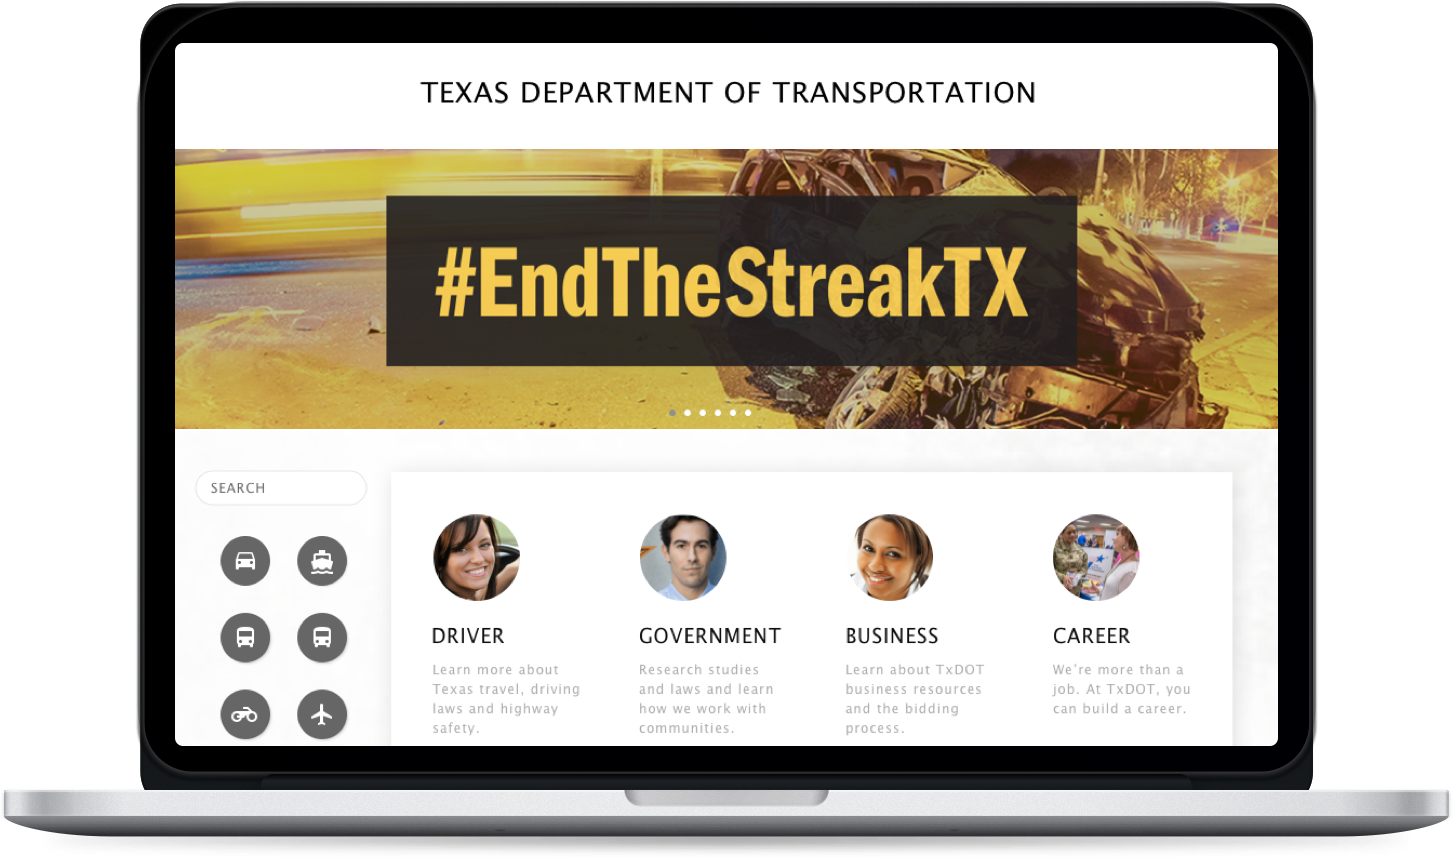 TEXAS DEPARTMENT OF TRANSPORTATION
#EndTheStreakTX
SEARCH
DRIVER
Learn more about
Texas travel, driving
laws and highway
safety.
GOVERNMENT
Research studies
and laws and learn
how we work with
communities.
BUSINESS
Learn about TxDOT
business resources
and the bidding
process.
CAREER
We're more than a
job. At TxDOT, you
can build a career.